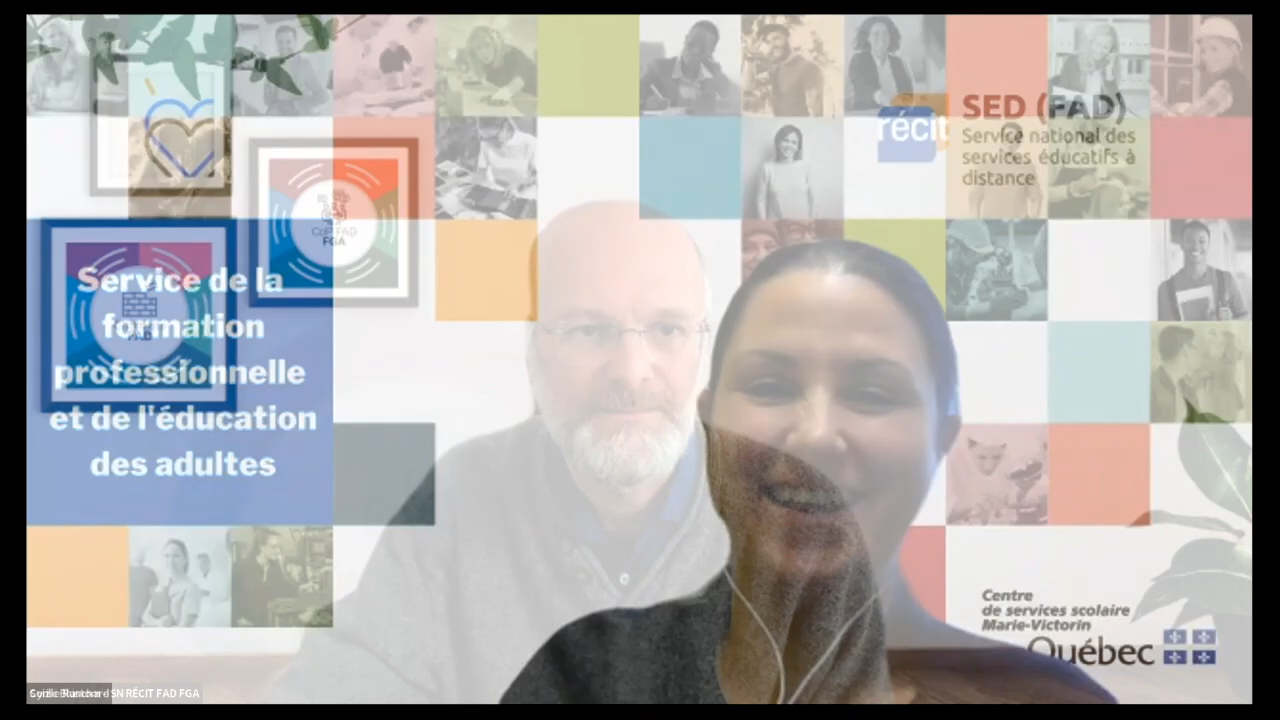 récit
SED (FAD)
Service national des
services éducatifs à
distance
CoP FAD
FGA
FAD
Service de la
formation
professionnelle
et de l'éducation
des adultes
Centre
de services scolaire
Marie-Victorin
Québec
SN RÉCIT FAD FGA